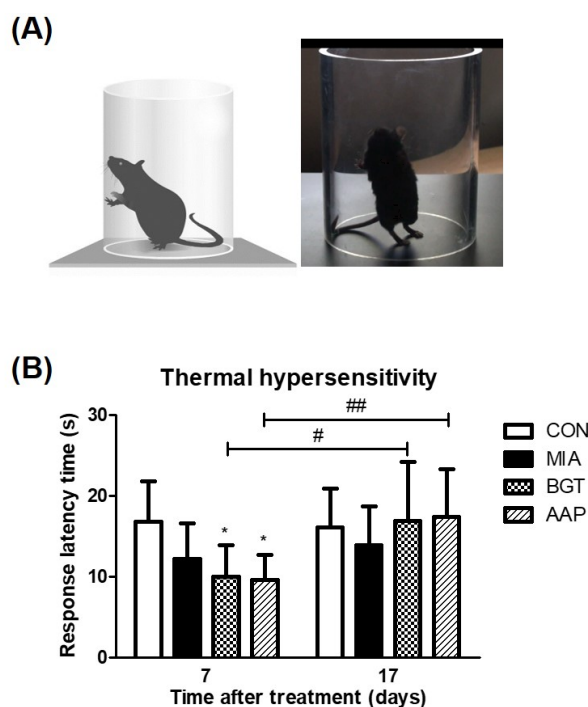 (A)
(B)
Thermal hypersensitivity
Response latency time (s)
30
20
10
0
##
#
*
*
CON
MIA
BGT
AAP
7
17
Time after treatment (days)